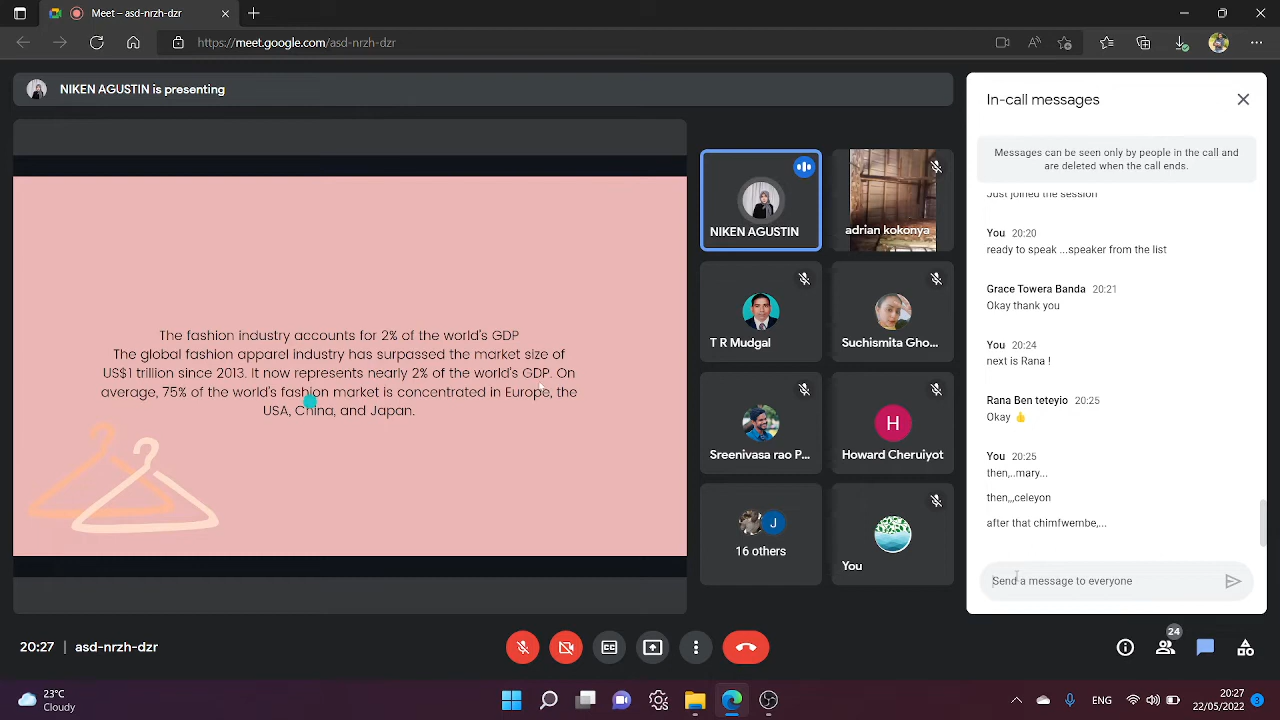 Meet – asd-nrzh-dzr
https://meet.google.com/asd-nrzh-dzr
NIKEN AGUSTIN is presenting
The fashion industry accounts for 2% of the world's GDP
The global fashion apparel industry has surpassed the market size of
US$1 trillion since 2013. It now represents nearly 2% of the world's GDP. On
average, 75% of the world's fashion market is concentrated in Europe, the
USA, China, and Japan.
NIKEN AGUSTIN
adrian kokonya
T R Mudgal
Suchismita Gho...
Sreenivasa rao P...
H
Howard Cheruiyot
J
16 others
You
In-call messages
Messages can be seen only by people in the call and
are deleted when the call ends.
Just joined the session
You 20:20
ready to speak ...speaker from the list
Grace Towera Banda 20:21
Okay thank you
You 20:24
next is Rana !
Rana Ben teteyio 20:25
Okay 👍
You 20:25
then,..mary...
then,,,celeyon
after that chimfwembe,...
Send a message to everyone
20:27 | asd-nrzh-dzr
24
23°C
Cloudy
ENG
20:27
22/05/2022
3